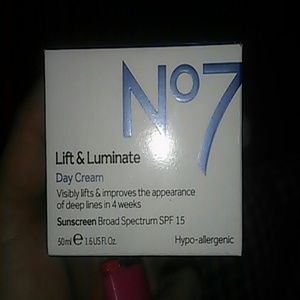 No7
Lift & Luminate
Day Cream
Visibly lifts & improves the appearance
of deep lines in 4 weeks
Sunscreen Broad Spectrum SPF 15
50ml e 1.6 US Fl. Oz.
Hypo-allergenic